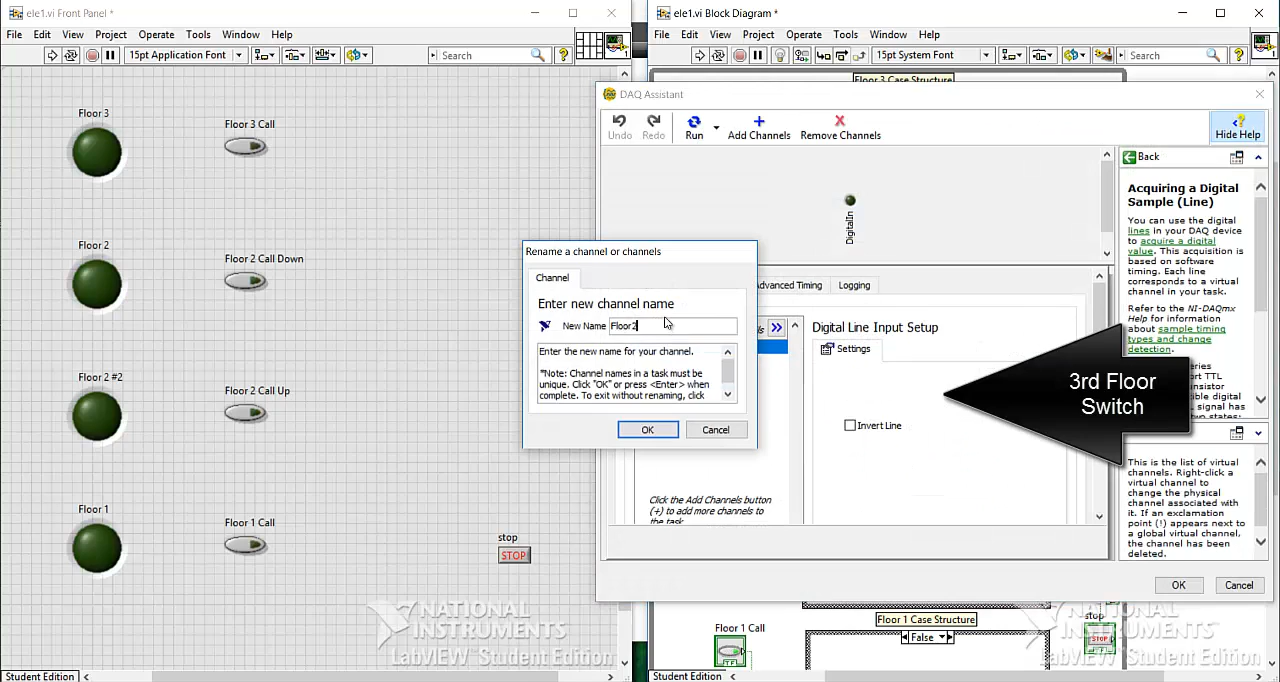 ele1.vi Front Panel *
File Edit View Project Operate Tools Window Help
15pt Application Font
Search
Floor 3
Floor 3 Call
Floor 2
Floor 2 Call Down
Floor 2 #2
Floor 2 Call Up
Floor 1
Floor 1 Call
stop
STOP
NATIONAL
INSTRUMENTS
LabVIEW™ Student Edition
Student Edition
ele1.vi Block Diagram *
File Edit View Project Operate Tools Window Help
15pt System Font
Search
Floor 3 Case Structure
DAQ Assistant
Undo Redo Run Add Channels Remove Channels Hide Help
DigitalIn
Rename a channel or channels
Channel
Enter new channel name
New Name Floor2
Enter the new name for your channel.
*Note: Channel names in a task must be
unique. Click "OK" or press <Enter> when
complete. To exit without renaming, click
OK Cancel
Advanced Timing Logging
Digital Line Input Setup
Settings
Invert Line
Click the Add Channels button
(+) to add more channels to
the task.
3rd Floor
Switch
Back
Acquiring a Digital
Sample (Line)
You can use the digital
lines in your DAQ device
to acquire a digital
value. This acquisition is
based on software
timing. Each line
corresponds to a virtual
channel in your task.
Refer to the NI-DAQmx
Help for information
about sample timing
types and change
detection.
This is the list of virtual
channels. Right-click a
virtual channel to
change the physical
channel associated with
it. If an exclamation
point (!) appears next to
a global virtual channel,
the channel has been
deleted.
OK Cancel
Floor 1 Call
TF
Floor 1 Case Structure
False
stop
STOP
NATIONAL
INSTRUMENTS
LabVIEW™ Student Edition
Student Edition